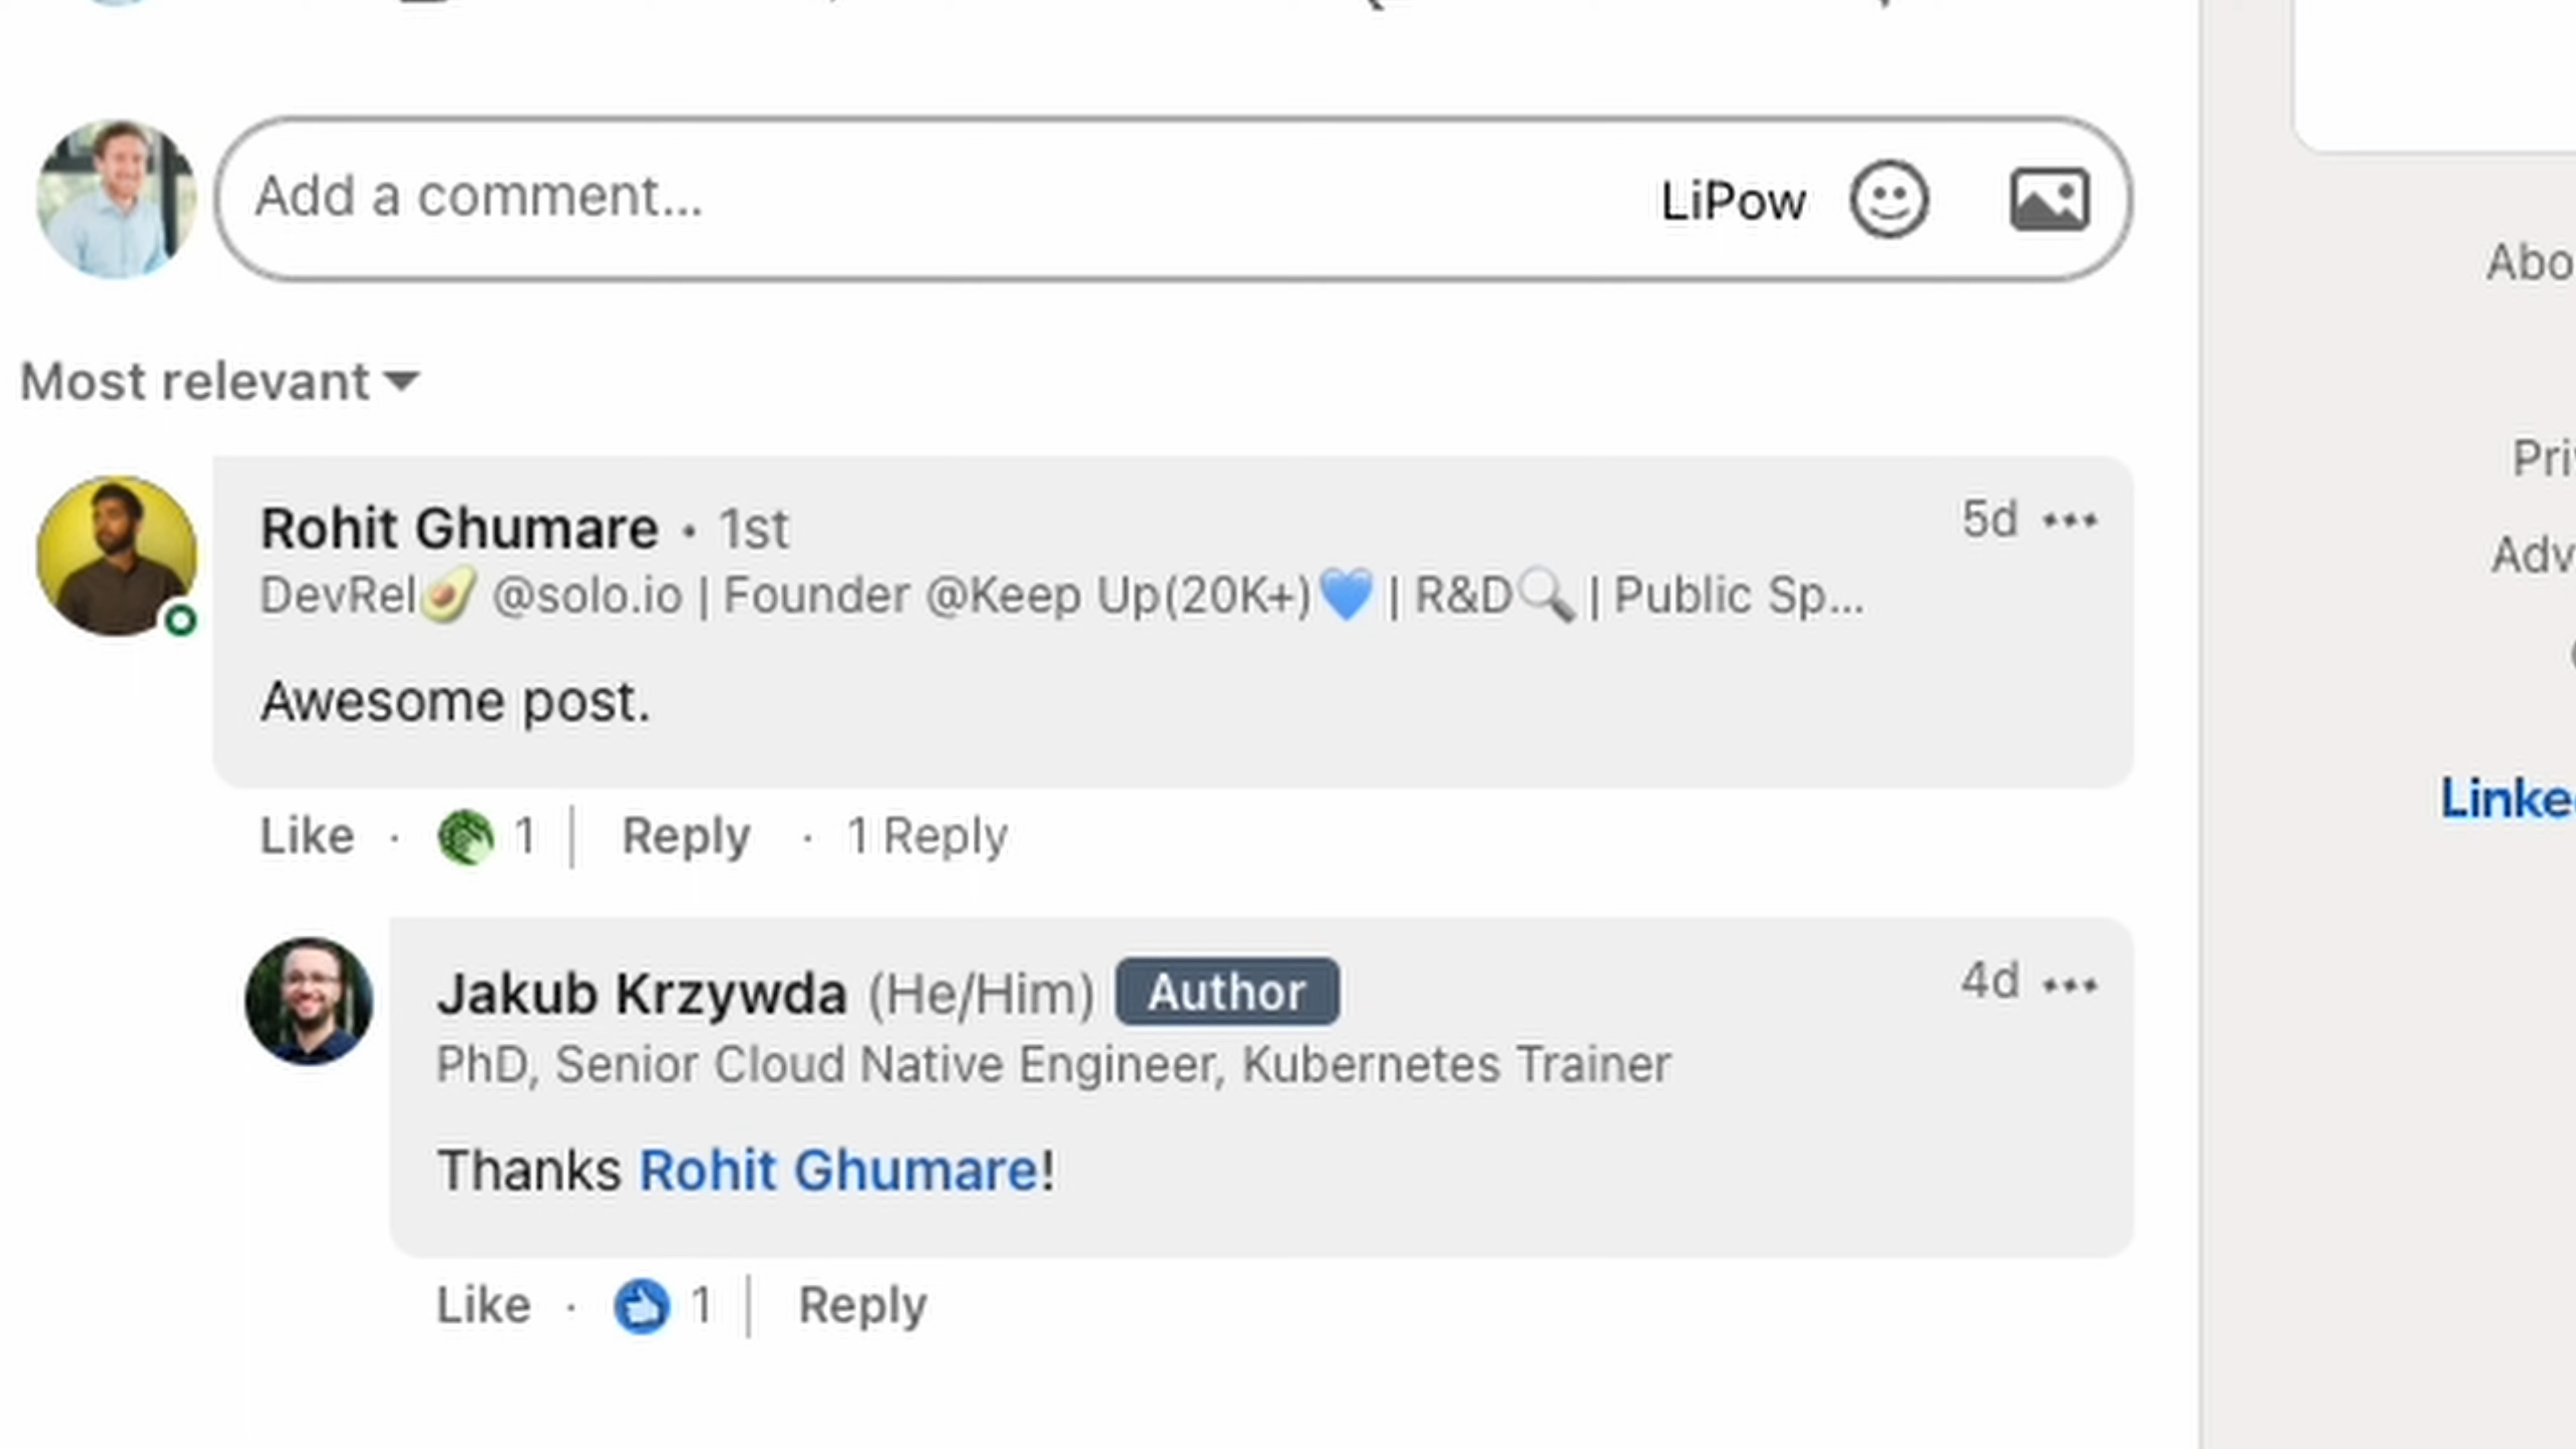 Add a comment...
LiPow
Most relevant
Rohit Ghumare • 1st
5d
DevRel🥑 @solo.io | Founder @Keep Up(20K+)💙 | R&D🔍 | Public Sp...
Awesome post.
Like · 1 | Reply · 1 Reply
Jakub Krzywda (He/Him) Author
4d
PhD, Senior Cloud Native Engineer, Kubernetes Trainer
Thanks Rohit Ghumare!
Like · 1 | Reply
Abo
Pri
Adv
Linke